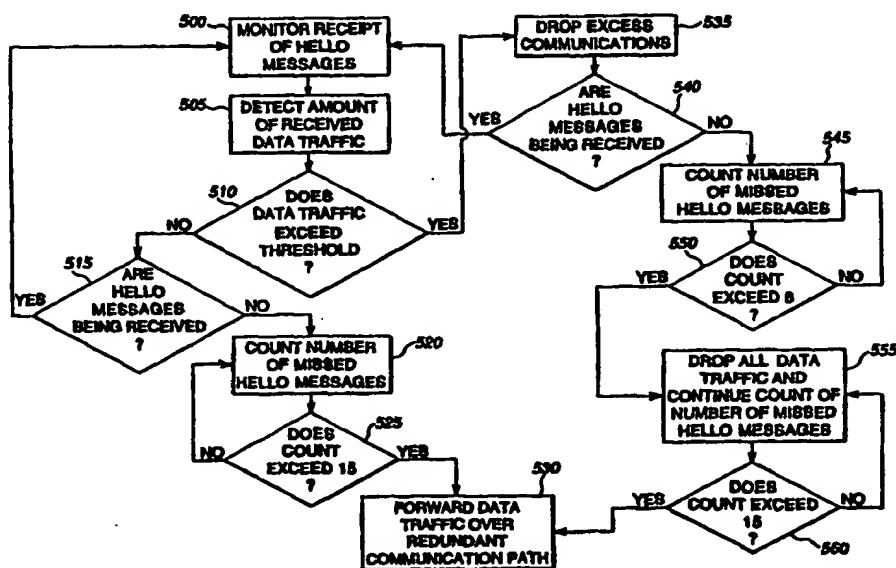 500
MONITOR RECEIPT
OF HELLO
MESSAGES
505
DETECT AMOUNT
OF RECEIVED
DATA TRAFFIC
510
DOES
DATA TRAFFIC
EXCEED
THRESHOLD
?
NO
YES
515
ARE
HELLO
MESSAGES
BEING RECEIVED
?
YES
NO
520
COUNT NUMBER
OF MISSED
HELLO MESSAGES
525
DOES
COUNT
EXCEED 15
?
NO
YES
530
FORWARD DATA
TRAFFIC OVER
REDUNDANT
COMMUNICATION PATH
535
DROP EXCESS
COMMUNICATIONS
540
ARE
HELLO
MESSAGES
BEING RECEIVED
?
YES
NO
545
COUNT NUMBER
OF MISSED
HELLO MESSAGES
550
DOES
COUNT
EXCEED
?
YES
NO
555
DROP ALL DATA
TRAFFIC AND
CONTINUE COUNT OF
NUMBER OF MISSED
HELLO MESSAGES
DOES
COUNT EXCEED
15
?
YES
NO
560